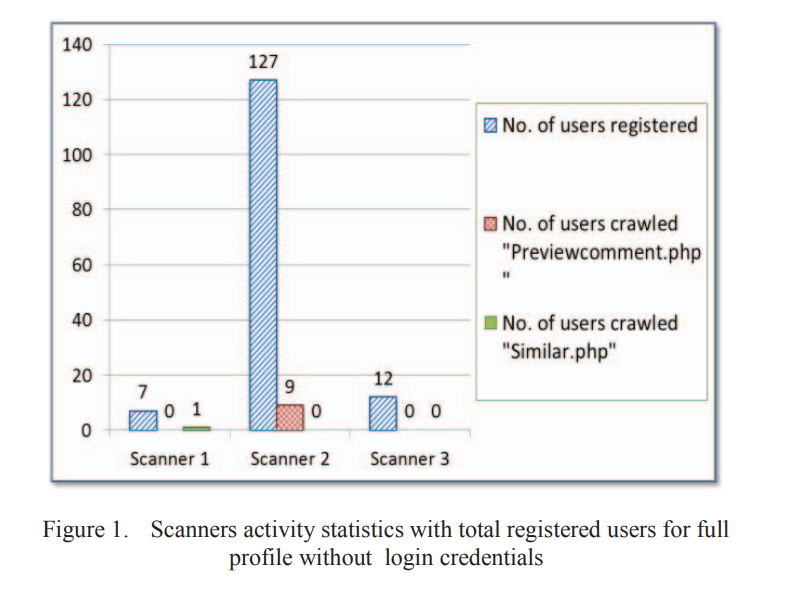 140
127
120
100
80
60
40
20
0
7
0
1
9
0
12
0
0
Scanner 1
Scanner 2
Scanner 3
No. of users registered
No. of users crawled
"Previewcomment.php
"
No. of users crawled
"Similar.php"
Figure 1. Scanners activity statistics with total registered users for full
profile without login credentials